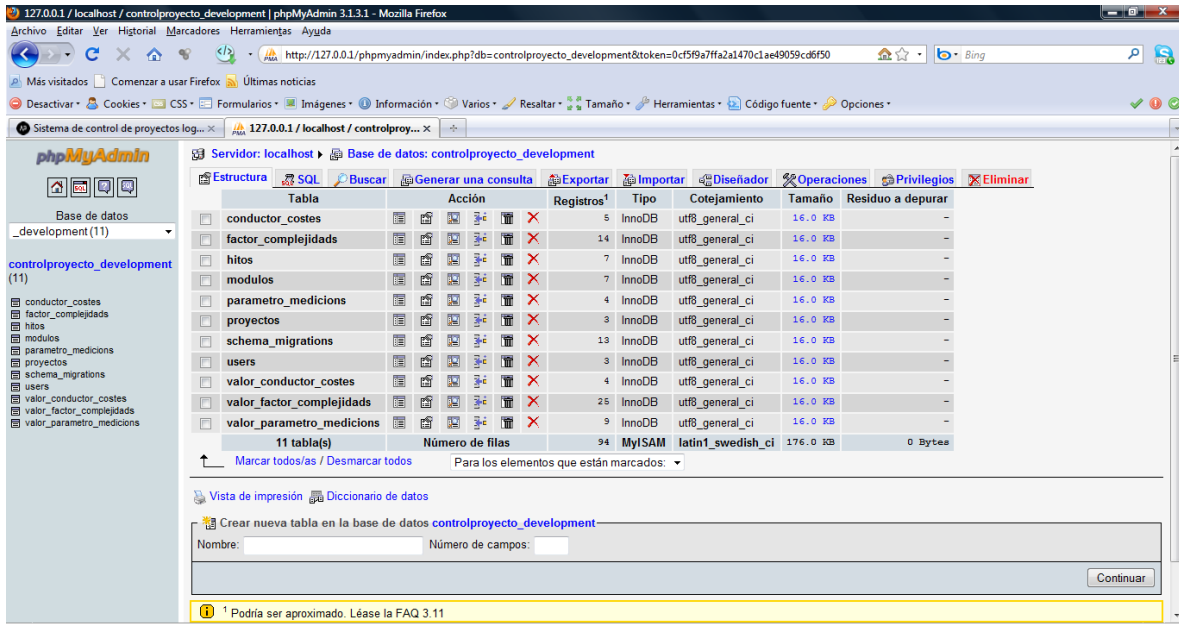 127.0.0.1 / localhost / controlproyecto_development | phpMyAdmin 3.1.3.1 - Mozilla Firefox
Archivo Editar Ver Historial Marcadores Herramientas Ayuda
http://127.0.0.1/phpmyadmin/index.php?db=controlproyecto_development&token=0cf5f9a7ffa2a1470c1ae49059cd6f50 Bing
Más visitados Comenzar a usar Firefox Últimas noticias
Desactivar Cookies CSS Formularios Imágenes Información Varios Resaltar Tamaño Herramientas Código fuente Opciones
Sistema de control de proyectos log... 127.0.0.1 / localhost / controlproy...
phpMyAdmin
Base de datos
_development (11)
controlproyecto_development
(11)
conductor_costes
factor_complejidads
hitos
modulos
parametro_medicions
proyectos
schema_migrations
users
valor_conductor_costes
valor_factor_complejidads
valor_parametro_medicions
Servidor: localhost Base de datos: controlproyecto_development
Estructura SQL Buscar Generar una consulta Exportar Importar Diseñador Operaciones Privilegios Eliminar
Tabla Acción Registros1 Tipo Cotejamiento Tamaño Residuo a depurar
conductor_costes 5 InnoDB utf8_general_ci 16.0 KB -
factor_complejidads 14 InnoDB utf8_general_ci 16.0 KB -
hitos 7 InnoDB utf8_general_ci 16.0 KB -
modulos 7 InnoDB utf8_general_ci 16.0 KB -
parametro_medicions 4 InnoDB utf8_general_ci 16.0 KB -
proyectos 3 InnoDB utf8_general_ci 16.0 KB -
schema_migrations 13 InnoDB utf8_general_ci 16.0 KB -
users 3 InnoDB utf8_general_ci 16.0 KB -
valor_conductor_costes 4 InnoDB utf8_general_ci 16.0 KB -
valor_factor_complejidads 25 InnoDB utf8_general_ci 16.0 KB -
valor_parametro_medicions 9 InnoDB utf8_general_ci 16.0 KB -
11 tabla(s) Número de filas 94 MyISAM latin1_swedish_ci 176.0 KB 0 Bytes
Marcar todos/as / Desmarcar todos Para los elementos que están marcados:
Vista de impresión Diccionario de datos
Crear nueva tabla en la base de datos controlproyecto_development
Nombre: Número de campos:
Continuar
1 Podría ser aproximado. Léase la FAQ 3.11